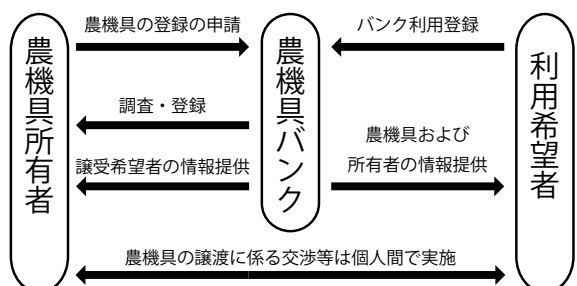 農機具の登録の申請
バンク利用登録
農機具所有者
農機具バンク
利用希望者
調査・登録
農機具および
所有者の情報提供
譲受希望者の情報提供
農機具の譲渡に係る交渉等は個人間で実施